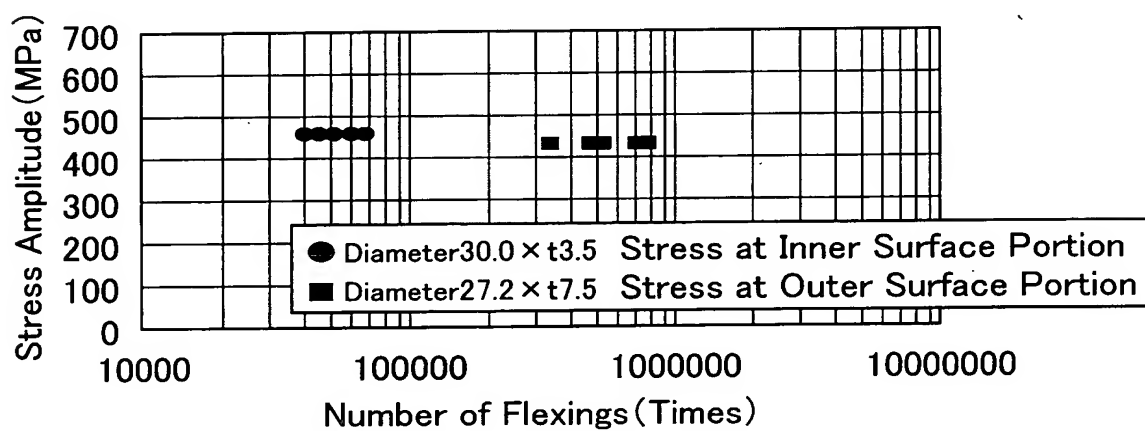 Stress Amplitude(MPa)
700
600
500
400
300
200
100
0
Diameter30.0×t3.5 Stress at Inner Surface Portion
Diameter27.2×t7.5 Stress at Outer Surface Portion
10000 100000 1000000 10000000
Number of Flexings(Times)